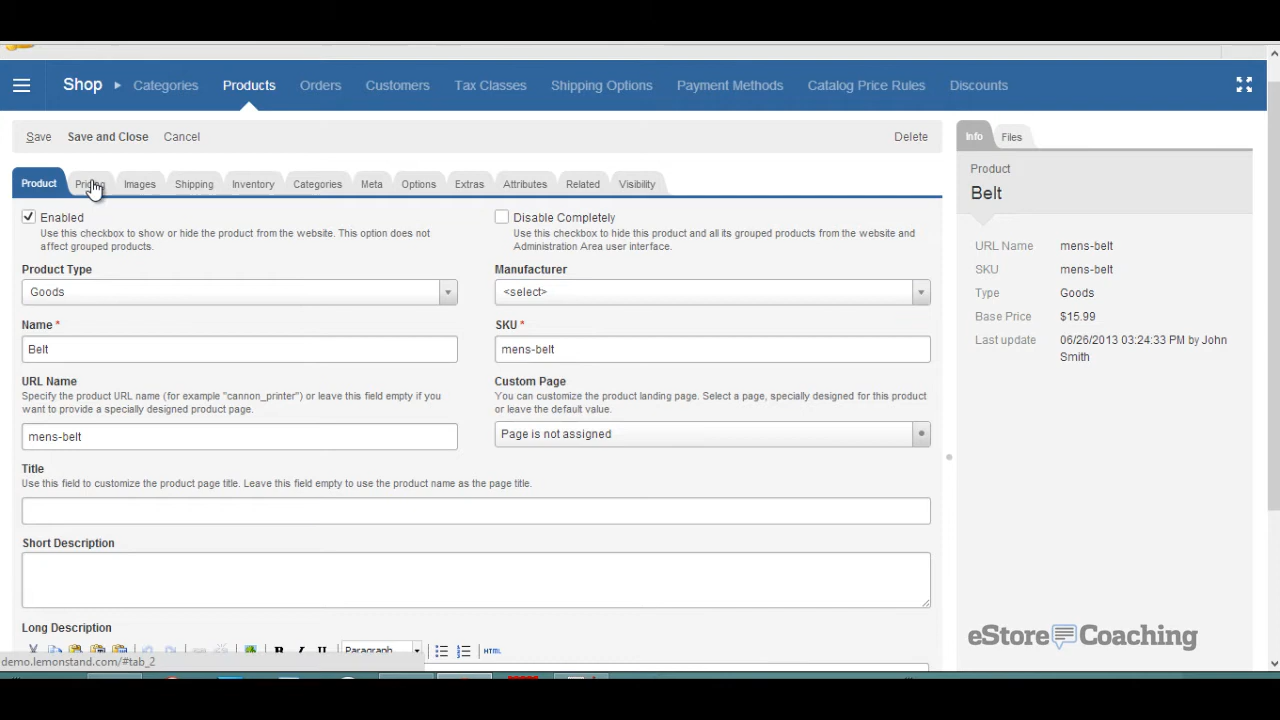 Shop Categories Products Orders Customers Tax Classes Shipping Options Payment Methods Catalog Price Rules Discounts
Save Save and Close Cancel Delete
Product Pricing Images Shipping Inventory Categories Meta Options Extras Attributes Related Visibility
Enabled
Use this checkbox to show or hide the product from the website. This option does not
affect grouped products.
Disable Completely
Use this checkbox to hide this product and all its grouped products from the website and
Administration Area user interface.
Product Type
Goods
Manufacturer
<select>
Name *
Belt
SKU *
mens-belt
URL Name
Specify the product URL name (for example "cannon_printer") or leave this field empty if you
want to provide a specially designed product page.
mens-belt
Custom Page
You can customize the product landing page. Select a page, specially designed for this product
or leave the default value.
Page is not assigned
Title
Use this field to customize the product page title. Leave this field empty to use the product name as the page title.
Short Description
Long Description
B I U Paragraph HTML
demo.lemonstand.com/#tab_2
Info Files
Product
Belt
URL Name mens-belt
SKU mens-belt
Type Goods
Base Price $15.99
Last update 06/26/2013 03:24:33 PM by John
Smith
eStore Coaching